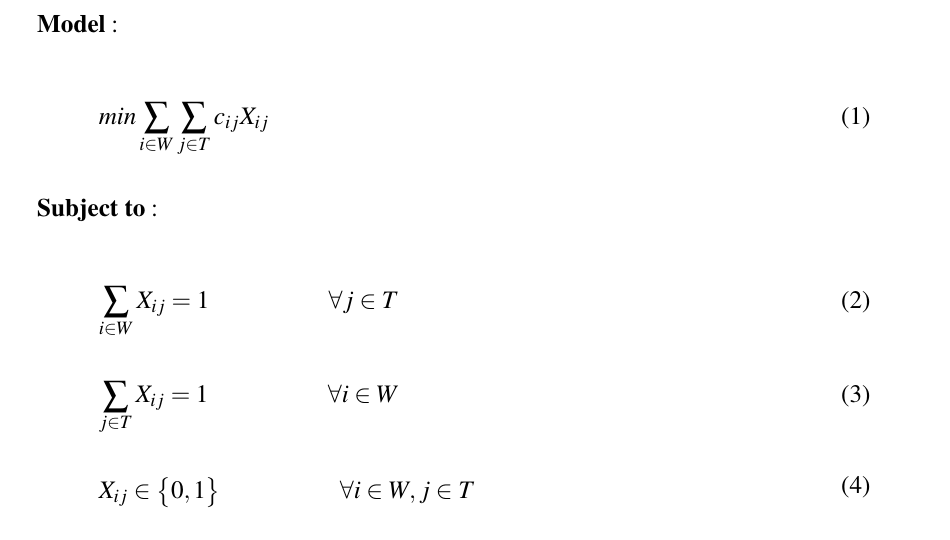 Model :
min ∑_{i∈W} ∑_{j∈T} c_{ij}X_{ij} (1)
Subject to :
∑_{i∈W} X_{ij} = 1 ∀j ∈ T (2)
∑_{j∈T} X_{ij} = 1 ∀i ∈ W (3)
X_{ij} ∈ {0,1} ∀i ∈ W, j ∈ T (4)